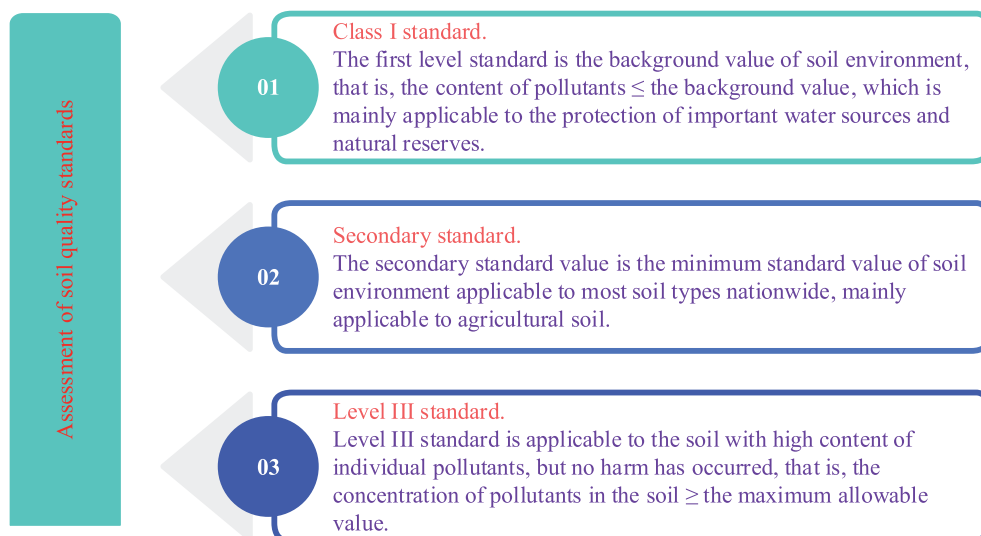 Assessment of soil quality standards
01
Class I standard.
The first level standard is the background value of soil environment,
that is, the content of pollutants ≤ the background value, which is
mainly applicable to the protection of important water sources and
natural reserves.
02
Secondary standard.
The secondary standard value is the minimum standard value of soil
environment applicable to most soil types nationwide, mainly
applicable to agricultural soil.
03
Level III standard.
Level III standard is applicable to the soil with high content of
individual pollutants, but no harm has occurred, that is, the
concentration of pollutants in the soil ≥ the maximum allowable
value.